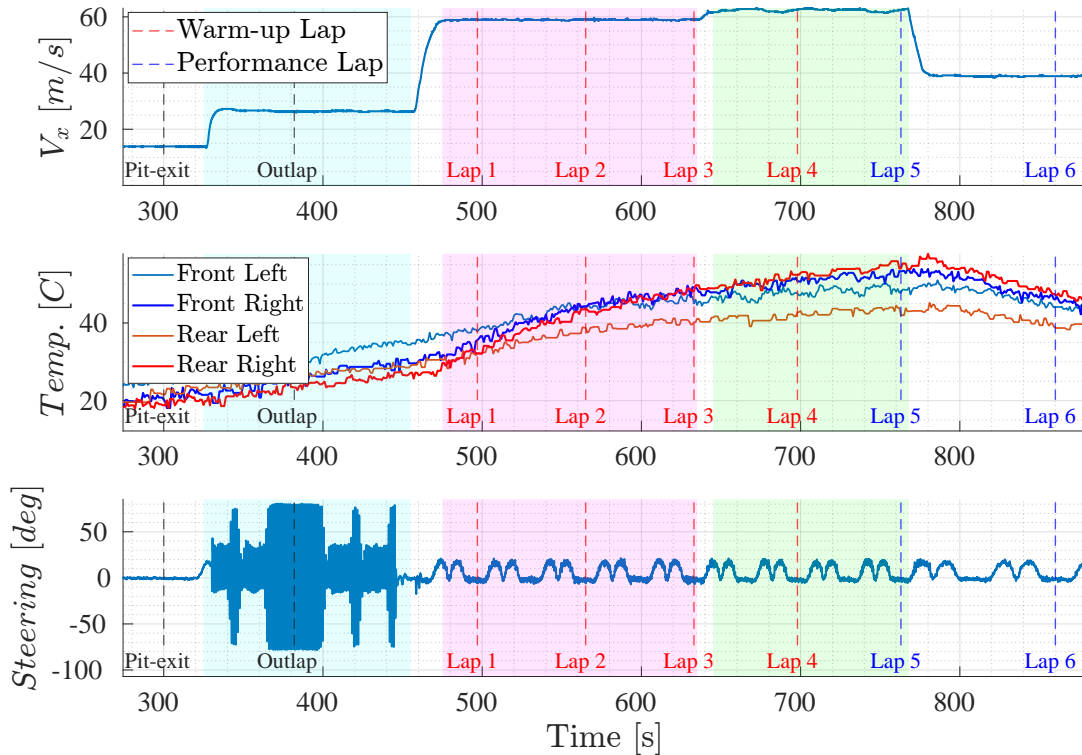 60
40
20
V_x [m/s]
Warm-up Lap
Performance Lap
Pit-exit
Outlap
Lap 1
Lap 2
Lap 3
Lap 4
Lap 5
Lap 6
300
400
500
600
700
800
40
20
Temp. [C]
Front Left
Front Right
Rear Left
Rear Right
Pit-exit
Outlap
Lap 1
Lap 2
Lap 3
Lap 4
Lap 5
Lap 6
300
400
500
600
700
800
50
0
-50
-100
Steering [deg]
Pit-exit
Outlap
Lap 1
Lap 2
Lap 3
Lap 4
Lap 5
Lap 6
300
400
500
600
700
800
Time [s]